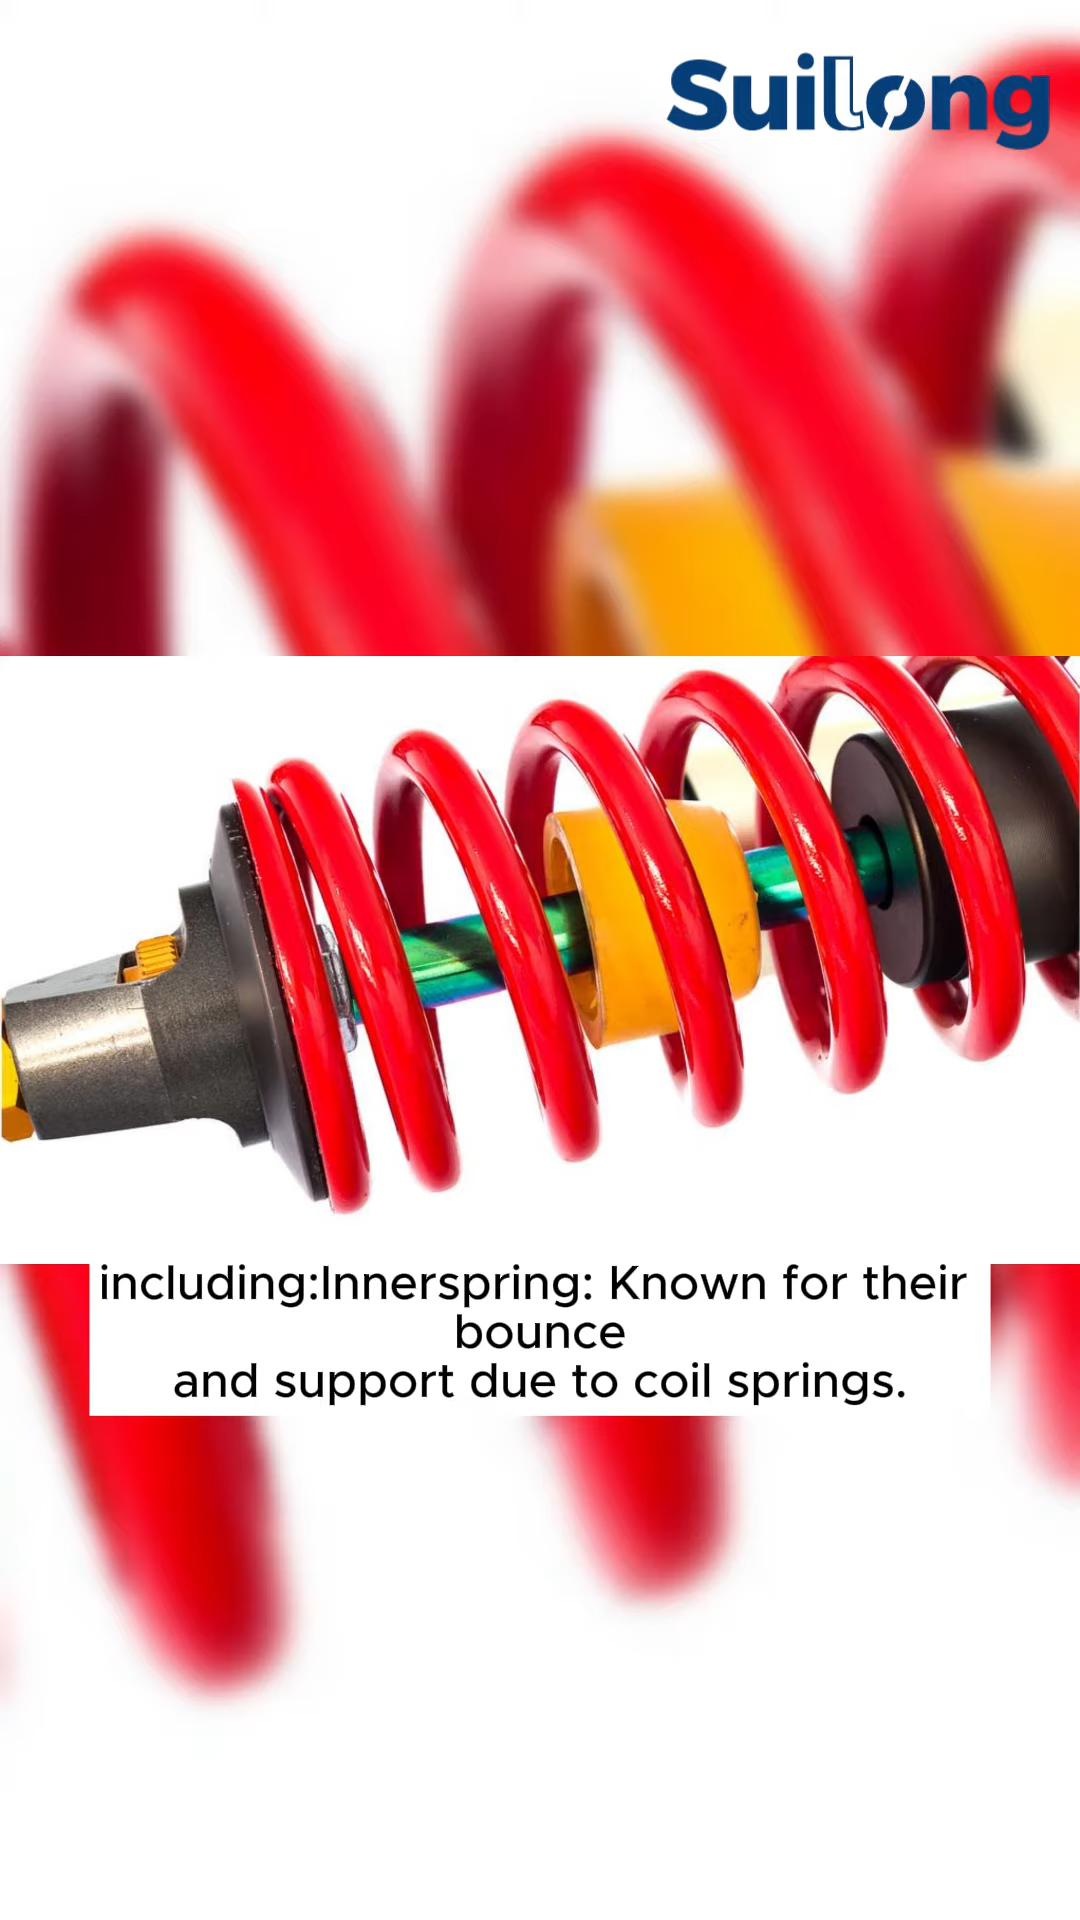 Suilong
including:Innerspring: Known for their
bounce
and support due to coil springs.